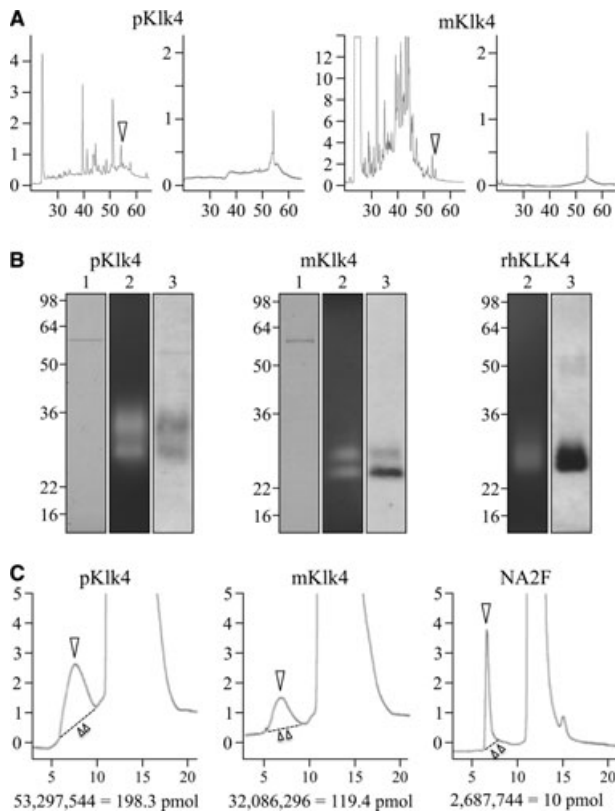 A
pKlk4 mKlk4
4 3 2 1 0
2 1 0
14 12 10 8 6 4 2 0
2 1 0
30 40 50 60 30 40 50 60 30 40 50 60 30 40 50 60
B
pKlk4 mKlk4 rhKLK4
1 2 3 1 2 3 2 3
98 98 98
64 64 64
50 50 50
36 36 36
22 22 22
16 16 16
C
pKlk4 mKlk4 NA2F
5 5 5
4 4 4
3 3 3
2 2 2
1 1 1
0 0 0
5 10 15 20 5 10 15 20 5 10 15 20
53,297,544 = 198.3 pmol 32,086,296 = 119.4 pmol 2,687,744 = 10 pmol